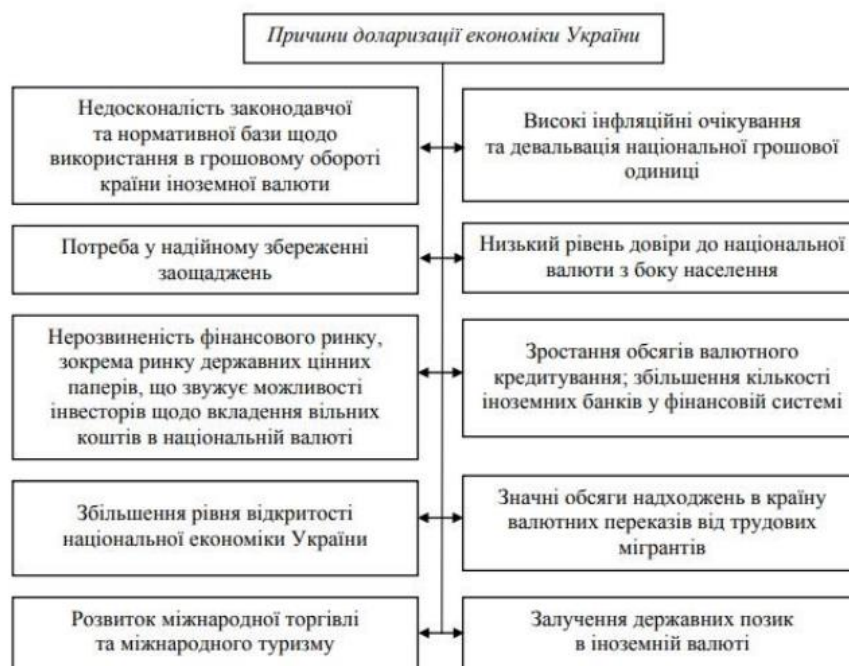 Причини доларизації економіки України
Недосконалість законодавчої
та нормативної бази щодо
використання в грошовому обороті
країни іноземної валюти
Високі інфляційні очікування
та девальвація національної грошової
одиниці
Потреба у надійному збереженні
заощаджень
Низький рівень довіри до національної
валюти з боку населення
Нерозвиненість фінансового ринку,
зокрема ринку державних цінних
паперів, що звужує можливості
інвесторів щодо вкладення вільних
коштів в національній валюті
Зростання обсягів валютного
кредитування; збільшення кількості
іноземних банків у фінансовій системі
Збільшення рівня відкритості
національної економіки України
Значні обсяги надходжень в країну
валютних переказів від трудових
мігрантів
Розвиток міжнародної торгівлі
та міжнародного туризму
Залучення державних позик
в іноземній валюті